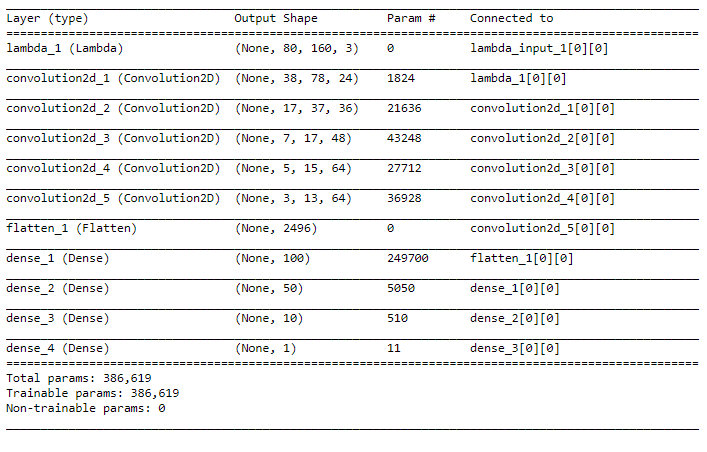 Layer (type) Output Shape Param # Connected to
lambda_1 (Lambda) (None, 80, 160, 3) 0 lambda_input_1[0][0]
convolution2d_1 (Convolution2D) (None, 38, 78, 24) 1824 lambda_1[0][0]
convolution2d_2 (Convolution2D) (None, 17, 37, 36) 21636 convolution2d_1[0][0]
convolution2d_3 (Convolution2D) (None, 7, 17, 48) 43248 convolution2d_2[0][0]
convolution2d_4 (Convolution2D) (None, 5, 15, 64) 27712 convolution2d_3[0][0]
convolution2d_5 (Convolution2D) (None, 3, 13, 64) 36928 convolution2d_4[0][0]
flatten_1 (Flatten) (None, 2496) 0 convolution2d_5[0][0]
dense_1 (Dense) (None, 100) 249700 flatten_1[0][0]
dense_2 (Dense) (None, 50) 5050 dense_1[0][0]
dense_3 (Dense) (None, 10) 510 dense_2[0][0]
dense_4 (Dense) (None, 1) 11 dense_3[0][0]
Total params: 386,619
Trainable params: 386,619
Non-trainable params: 0